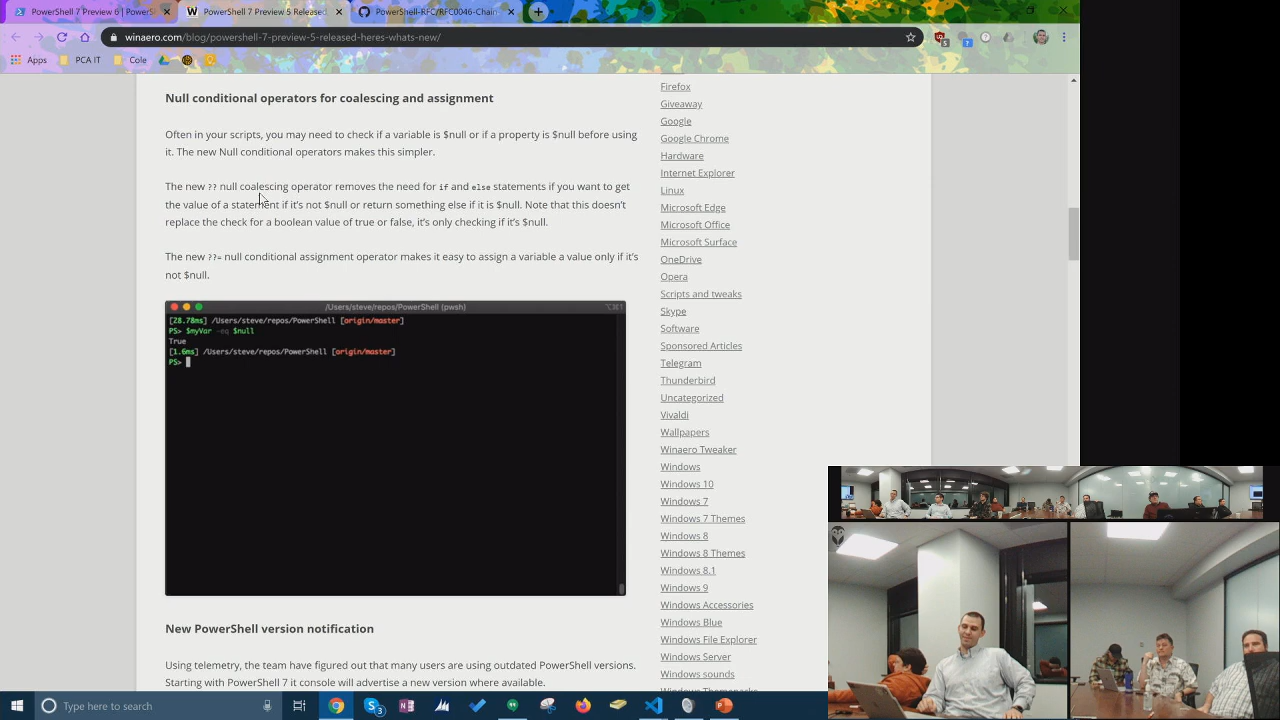 PowerShell 7 Preview 6 |
PowerShell 7 Preview 5 Released
PowerShell-RFC/RFC0046-Chain
winaero.com/blog/powershell-7-preview-5-released-heres-whats-new/
Apps
PCA IT
Cole
Null conditional operators for coalescing and assignment
Often in your scripts, you may need to check if a variable is $null or if a property is $null before using
it. The new Null conditional operators makes this simpler.
The new ?? null coalescing operator removes the need for if and else statements if you want to get
the value of a statement if it's not $null or return something else if it is $null. Note that this doesn't
replace the check for a boolean value of true or false, it's only checking if it's $null.
The new ??= null conditional assignment operator makes it easy to assign a variable a value only if it's
not $null.
/Users/steve/repos/PowerShell (pwsh)
[28.78ms] /Users/steve/repos/PowerShell [origin/master]
PS> $myVar -eq $null
True
[1.6ms] /Users/steve/repos/PowerShell [origin/master]
PS>
New PowerShell version notification
Using telemetry, the team have figured out that many users are using outdated PowerShell versions.
Starting with PowerShell 7 it console will advertise a new version where available.
Firefox
Giveaway
Google
Google Chrome
Hardware
Internet Explorer
Linux
Microsoft Edge
Microsoft Office
Microsoft Surface
OneDrive
Opera
Scripts and tweaks
Skype
Software
Sponsored Articles
Telegram
Thunderbird
Uncategorized
Vivaldi
Wallpapers
Winaero Tweaker
Windows
Windows 10
Windows 7
Windows 7 Themes
Windows 8
Windows 8 Themes
Windows 8.1
Windows 9
Windows Accessories
Windows Blue
Windows File Explorer
Windows Server
Windows sounds
Windows Themepacks
Type here to search